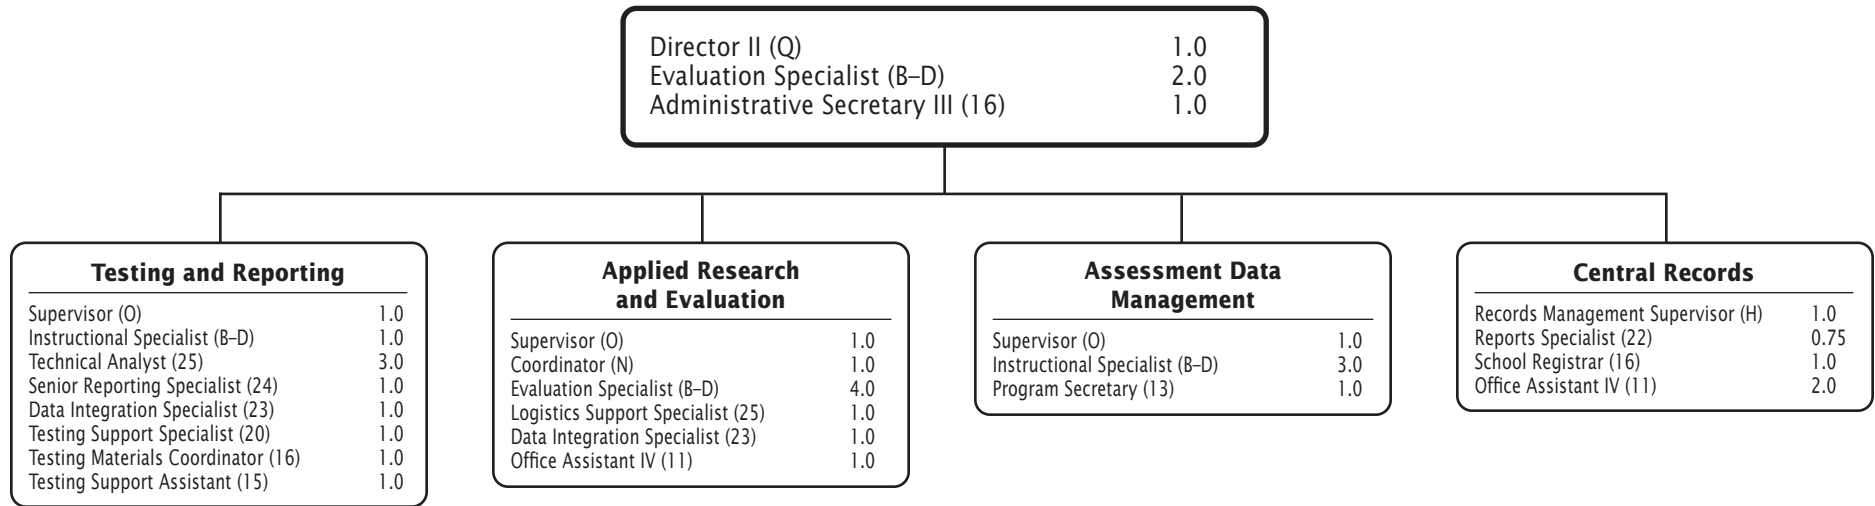 Director II (Q) 1.0
Evaluation Specialist (B–D) 2.0
Administrative Secretary III (16) 1.0
Testing and Reporting
Supervisor (O) 1.0
Instructional Specialist (B–D) 1.0
Technical Analyst (25) 3.0
Senior Reporting Specialist (24) 1.0
Data Integration Specialist (23) 1.0
Testing Support Specialist (20) 1.0
Testing Materials Coordinator (16) 1.0
Testing Support Assistant (15) 1.0
Applied Research
and Evaluation
Supervisor (O) 1.0
Coordinator (N) 1.0
Evaluation Specialist (B–D) 4.0
Logistics Support Specialist (25) 1.0
Data Integration Specialist (23) 1.0
Office Assistant IV (11) 1.0
Assessment Data
Management
Supervisor (O) 1.0
Instructional Specialist (B–D) 3.0
Program Secretary (13) 1.0
Central Records
Records Management Supervisor (H) 1.0
Reports Specialist (22) 0.75
School Registrar (16) 1.0
Office Assistant IV (11) 2.0